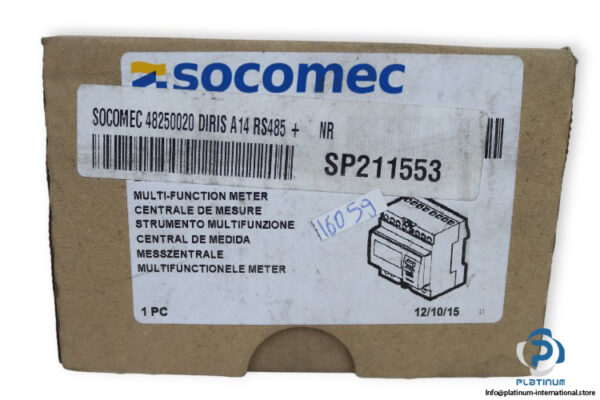 socomec
SOCOMEC 48250020 DIRIS A14 RS485 + NR
SP211553
MULTI-FUNCTION METER
CENTRALE DE MESURE
STRUMENTO MULTIFUNZIONE
CENTRAL DE MEDIDA
MESSZENTRALE
MULTIFUNCTIONELE METER
16059
1 PC
12/10/15
PLATINUM
Info@platinum-international.store